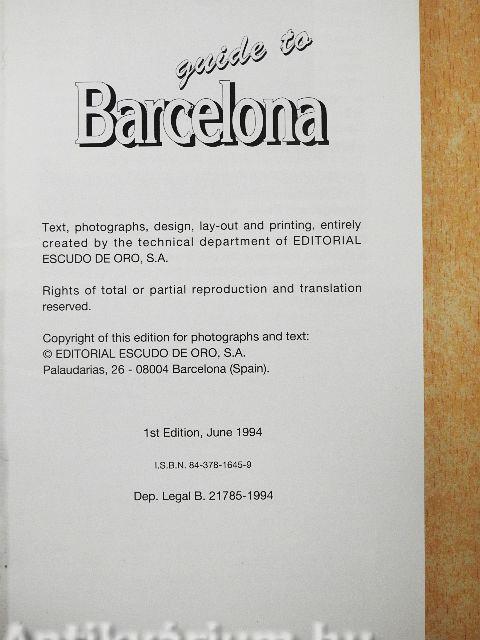 guide to
Barcelona
Text, photographs, design, lay-out and printing, entirely
created by the technical department of EDITORIAL
ESCUDO DE ORO, S.A.
Rights of total or partial reproduction and translation
reserved.
Copyright of this edition for photographs and text:
© EDITORIAL ESCUDO DE ORO, S.A.
Palaudarias, 26 - 08004 Barcelona (Spain).
1st Edition, June 1994
I.S.B.N. 84-378-1645-9
Dep. Legal B. 21785-1994
Antikvárium.hu